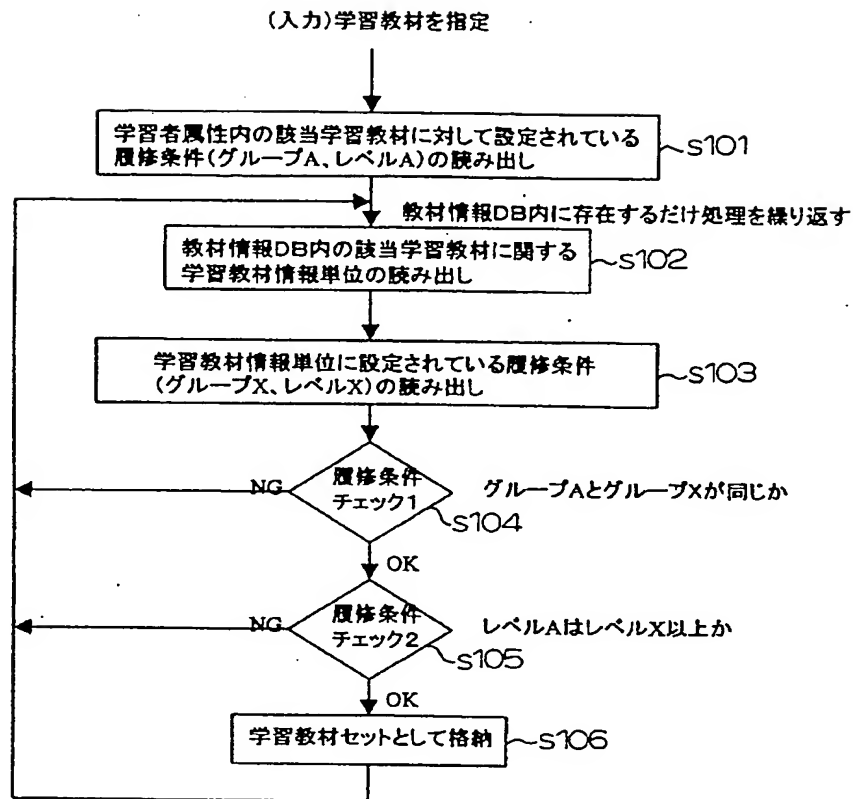 (入力)学習教材を指定
学習者属性内の該当学習教材に対して設定されている
履修条件(グループA、レベルA)の読み出し
s101
教材情報DB内に存在するだけ処理を繰り返す
教材情報DB内の該当学習教材に関する
学習教材情報単位の読み出し
s102
学習教材情報単位に設定されている履修条件
(グループX、レベルX)の読み出し
s103
履修条件
チェック1
NG
グループAとグループXが同じか
s104
OK
履修条件
チェック2
NG
レベルAはレベルX以上か
s105
OK
学習教材セットとして格納
s106